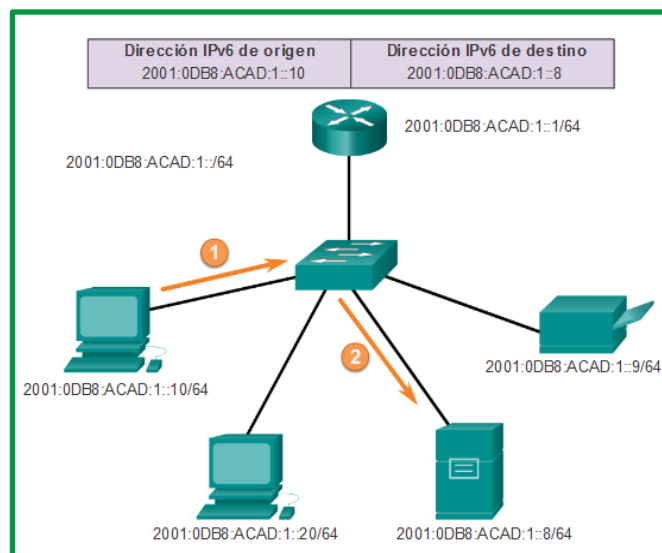 Dirección IPv6 de origen
2001:0DB8:ACAD:1::10
Dirección IPv6 de destino
2001:0DB8:ACAD:1::8
2001:0DB8:ACAD:1::1/64
2001:0DB8:ACAD:1::/64
1
2
2001:0DB8:ACAD:1::9/64
2001:0DB8:ACAD:1::10/64
2001:0DB8:ACAD:1::20/64
2001:0DB8:ACAD:1::8/64